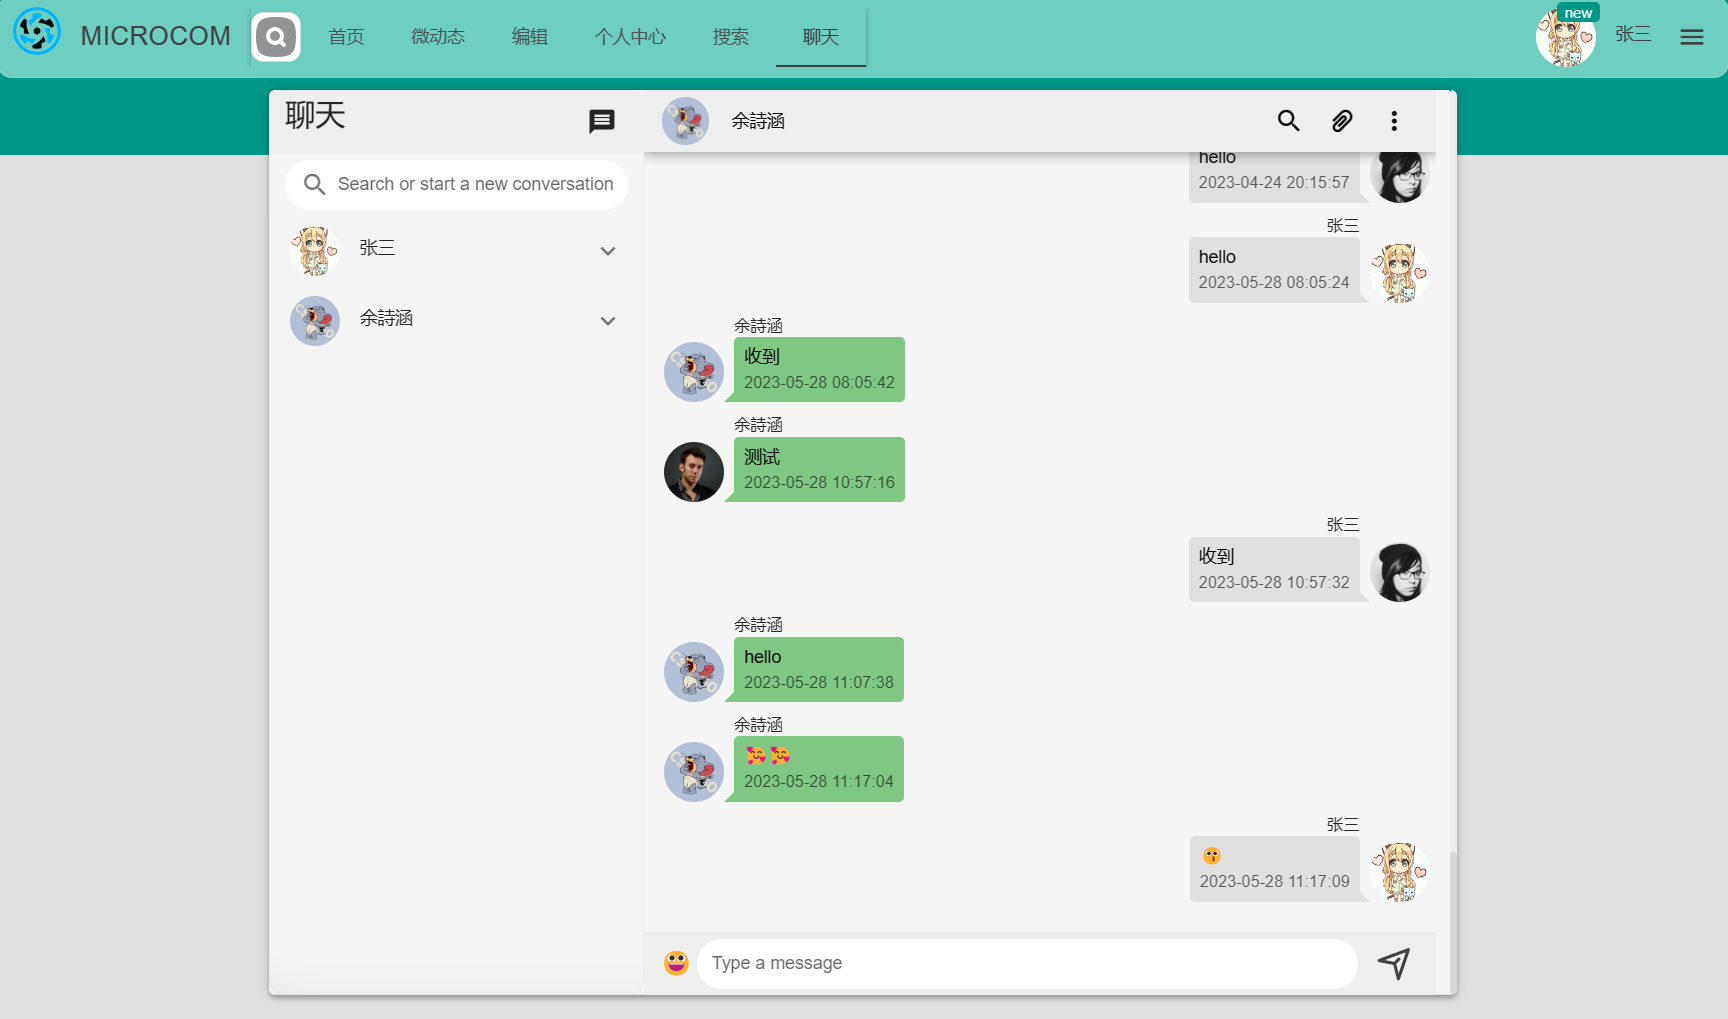 MICROCOM
首页
微动态
编辑
个人中心
搜索
聊天
new
张三
聊天
Search or start a new conversation
张三
余詩涵
余詩涵
hello
2023-04-24 20:15:57
张三
hello
2023-05-28 08:05:24
余詩涵
收到
2023-05-28 08:05:42
余詩涵
测试
2023-05-28 10:57:16
张三
收到
2023-05-28 10:57:32
余詩涵
hello
2023-05-28 11:07:38
余詩涵
🥰 🥰
2023-05-28 11:17:04
张三
2023-05-28 11:17:09
Type a message